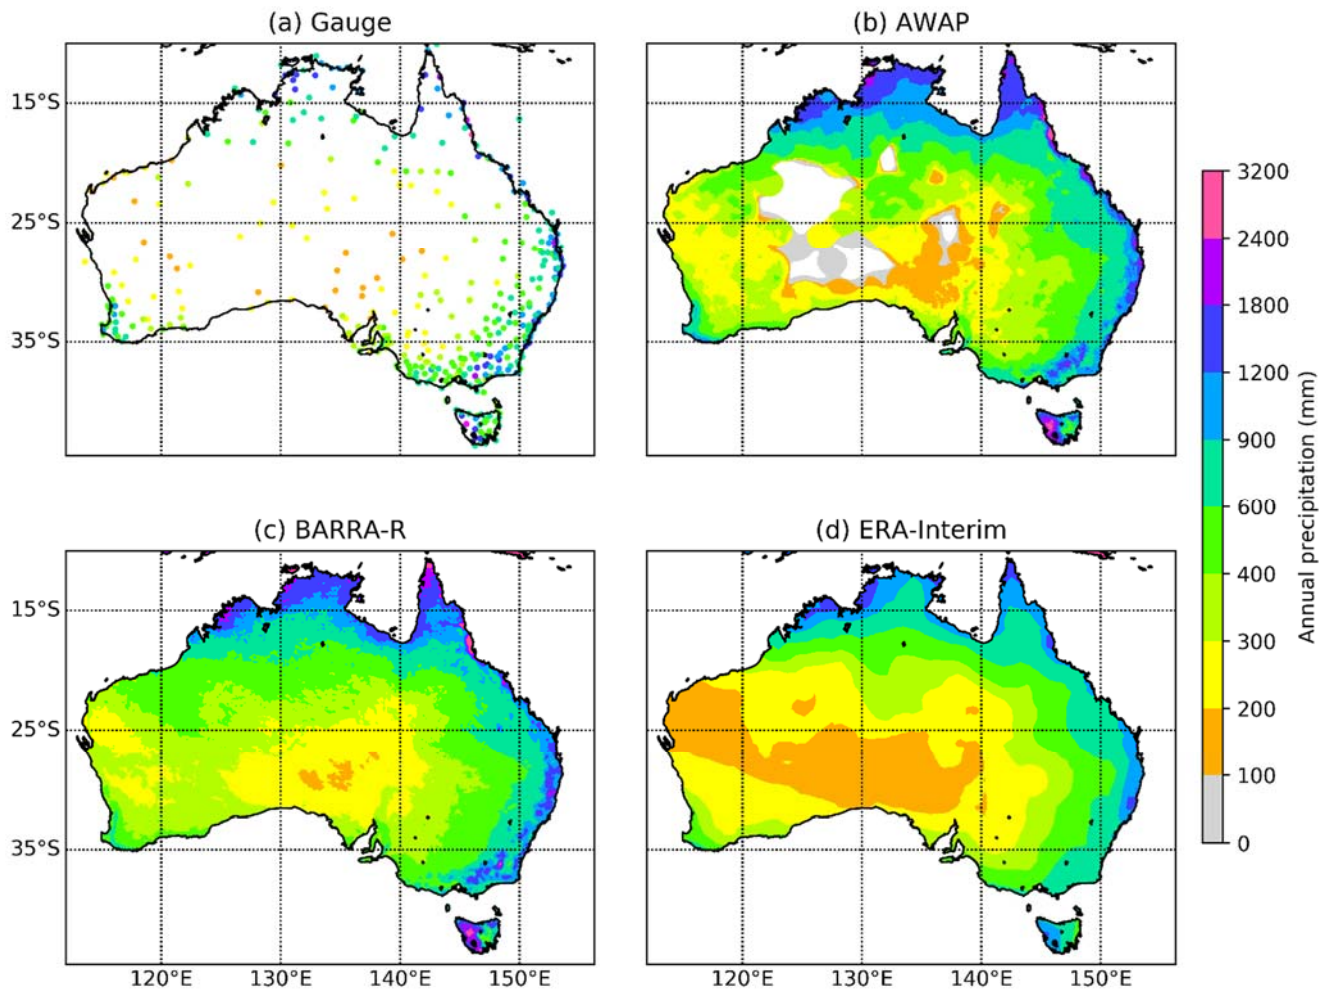 (a) Gauge
(b) AWAP
15°S
25°S
35°S
(c) BARRA-R
(d) ERA-Interim
15°S
25°S
35°S
120°E 130°E 140°E 150°E
120°E 130°E 140°E 150°E
3200
2400
1800
1200
900
600
400
300
200
100
0
Annual precipitation (mm)